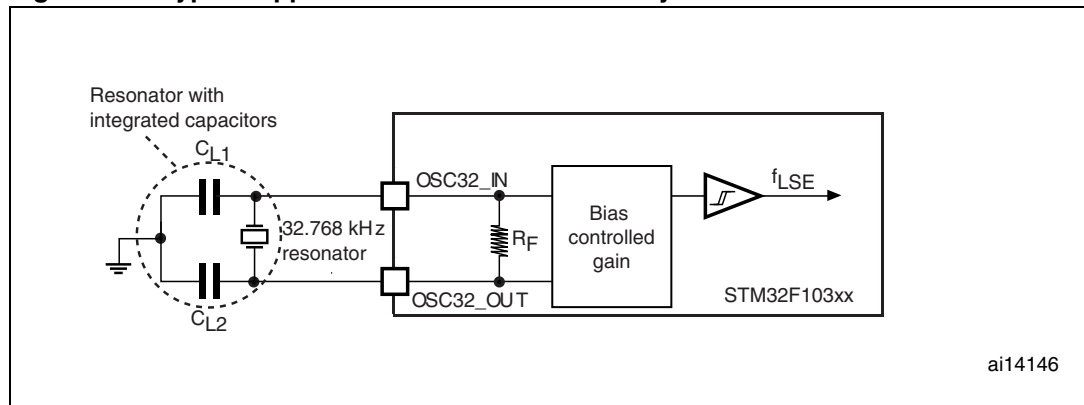 Resonator with
integrated capacitors
CL1
OSC32_IN
fLSE
Bias
controlled
gain
32.768 kHz
resonator
RF
STM32F103xx
OSC32_OUT
CL2
ai14146